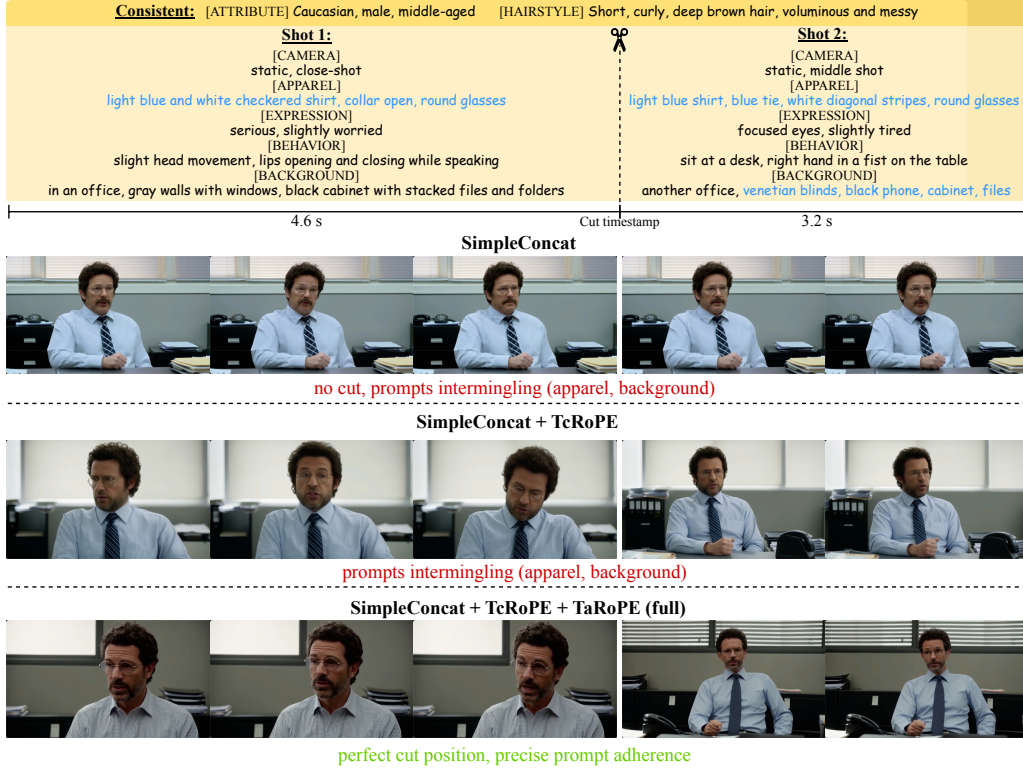 Consistent: [ATTRIBUTE] Caucasian, male, middle-aged [HAIRSTYLE] Short, curly, deep brown hair, voluminous and messy
Shot 1:
[CAMERA]
static, close-shot
[APPAREL]
light blue and white checkered shirt, collar open, round glasses
[EXPRESSION]
serious, slightly worried
[BEHAVIOR]
slight head movement, lips opening and closing while speaking
[BACKGROUND]
in an office, gray walls with windows, black cabinet with stacked files and folders
Shot 2:
[CAMERA]
static, middle shot
[APPAREL]
light blue shirt, blue tie, white diagonal stripes, round glasses
[EXPRESSION]
focused eyes, slightly tired
[BEHAVIOR]
sit at a desk, right hand in a fist on the table
[BACKGROUND]
another office, venetian blinds, black phone, cabinet, files
4.6 s
Cut timestamp
3.2 s
SimpleConcat
no cut, prompts intermingling (apparel, background)
SimpleConcat + TcRoPE
prompts intermingling (apparel, background)
SimpleConcat + TcRoPE + TaRoPE (full)
perfect cut position, precise prompt adherence